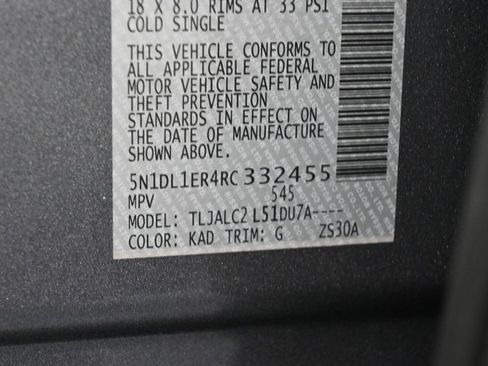 18 X 8.0 RIMS AT 33 PSI
COLD SINGLE
THIS VEHICLE CONFORMS TO
ALL APPLICABLE FEDERAL
MOTOR VEHICLE SAFETY AND
THEFT PREVENTION
STANDARDS IN EFFECT ON
THE DATE OF MANUFACTURE
SHOWN ABOVE.
5N1DL1ER4RC332455
MPV 545
MODEL: TLJALC2 L51DU7A----
COLOR: KAD TRIM: G ZS30A